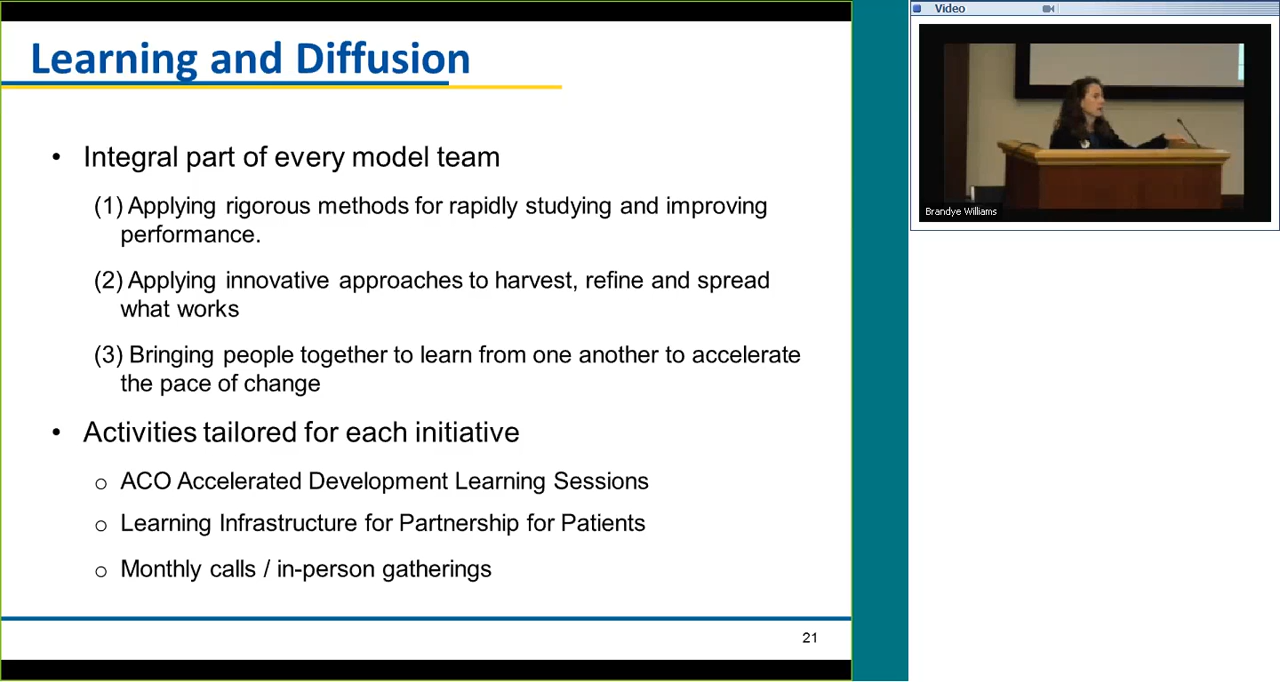 Learning and Diffusion
• Integral part of every model team
(1) Applying rigorous methods for rapidly studying and improving
performance.
(2) Applying innovative approaches to harvest, refine and spread
what works
(3) Bringing people together to learn from one another to accelerate
the pace of change
• Activities tailored for each initiative
o ACO Accelerated Development Learning Sessions
o Learning Infrastructure for Partnership for Patients
o Monthly calls / in-person gatherings
21
Video
Brandye Williams